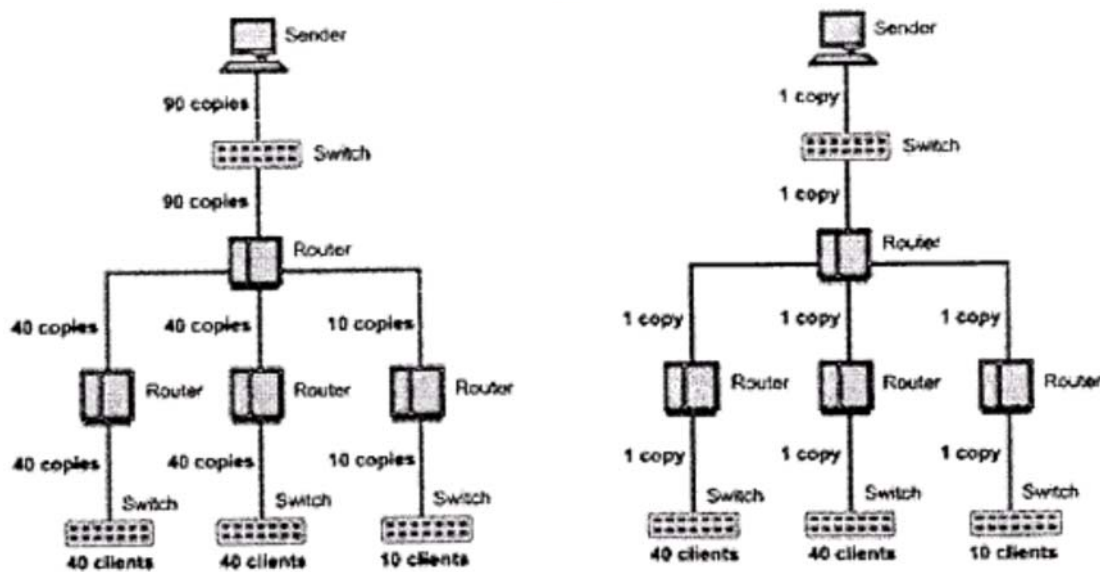 Sender
90 copies
Switch
90 copies
Router
40 copies
40 copies
10 copies
Router
Router
Router
40 copies
40 copies
10 copies
Switch
Switch
Switch
40 clients
40 clients
10 clients
Sender
1 copy
Switch
1 copy
Router
1 copy
1 copy
1 copy
Router
Router
Router
1 copy
1 copy
1 copy
Switch
Switch
Switch
40 clients
40 clients
10 clients